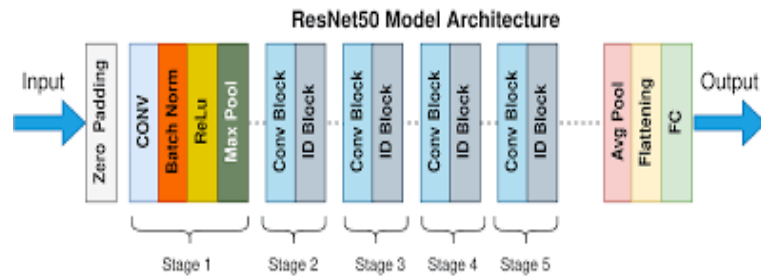 ResNet50 Model Architecture
Input
Zero Padding
CONV
Batch Norm
ReLu
Max Pool
Conv Block
ID Block
Conv Block
ID Block
Conv Block
ID Block
Conv Block
ID Block
Avg Pool
Flattening
FC
Output
Stage 1
Stage 2
Stage 3
Stage 4
Stage 5